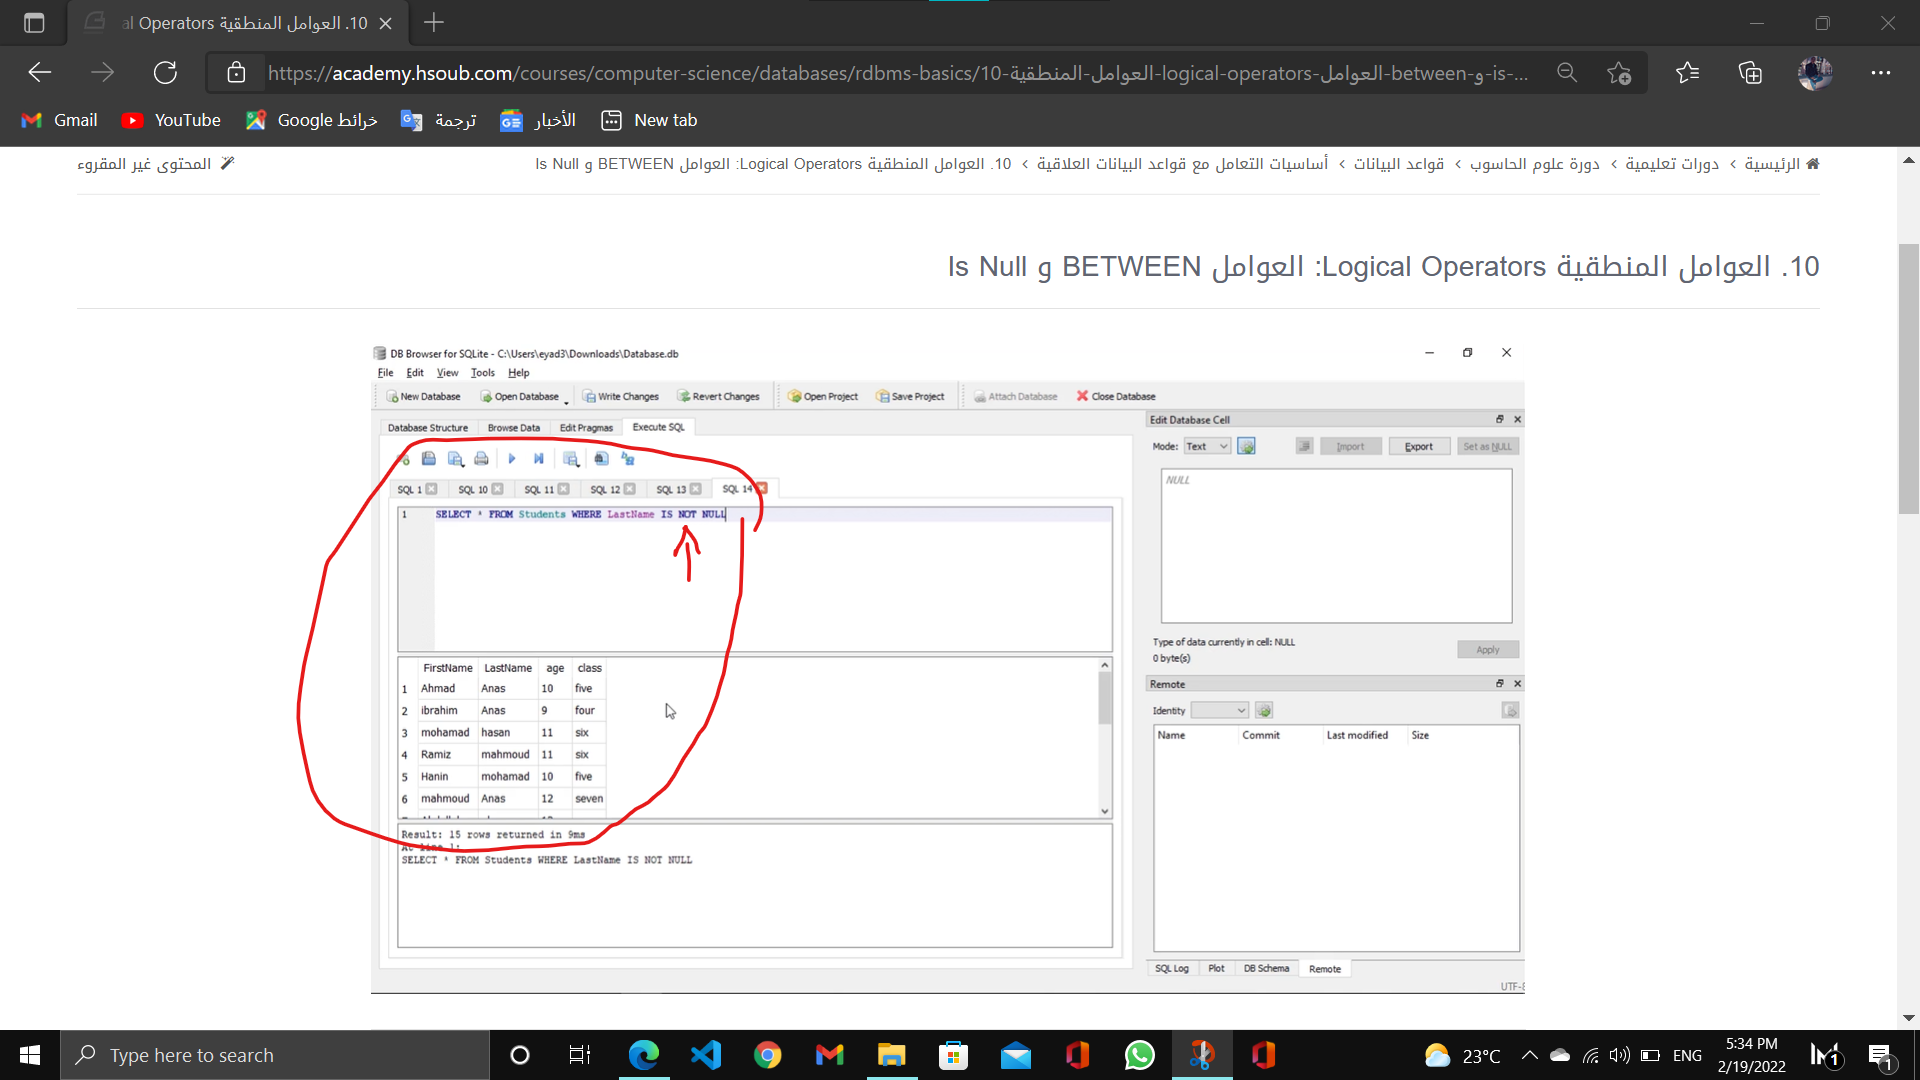 10. العوامل المنطقية al Operators
https://academy.hsoub.com/courses/computer-science/databases/rdbms-basics/10-العوامل-المنطقية-logical-operators-العوامل-between-و-is-...
Gmail
YouTube
خرائط Google
ترجمة
الأخبار
New tab
الرئيسية › دورات تعليمية › دورة علوم الحاسوب › قواعد البيانات › أساسيات التعامل مع قواعد البيانات العلاقية › 10. العوامل المنطقية Logical Operators: العوامل BETWEEN و Is Null
المحتوى غير المقروء
10. العوامل المنطقية Logical Operators: العوامل BETWEEN و Is Null
DB Browser for SQLite - C:\Users\eyad3\Downloads\Database.db
File Edit View Tools Help
New Database Open Database Write Changes Revert Changes Open Project Save Project Attach Database Close Database
Database Structure Browse Data Edit Pragmas Execute SQL
SQL 1 SQL 10 SQL 11 SQL 12 SQL 13 SQL 14
1 SELECT * FROM Students WHERE LastName IS NOT NULL
FirstName LastName age class
1 Ahmad Anas 10 five
2 ibrahim Anas 9 four
3 mohamad hasan 11 six
4 Ramiz mahmoud 11 six
5 Hanin mohamad 10 five
6 mahmoud Anas 12 seven
Result: 15 rows returned in 9ms
At line 1:
SELECT * FROM Students WHERE LastName IS NOT NULL
Edit Database Cell
Mode: Text Import Export Set as NULL
NULL
Type of data currently in cell: NULL
0 byte(s)
Apply
Remote
Identity
Name Commit Last modified Size
SQL Log Plot DB Schema Remote
UTF-8
Type here to search
23°C
ENG
5:34 PM
2/19/2022
1
1